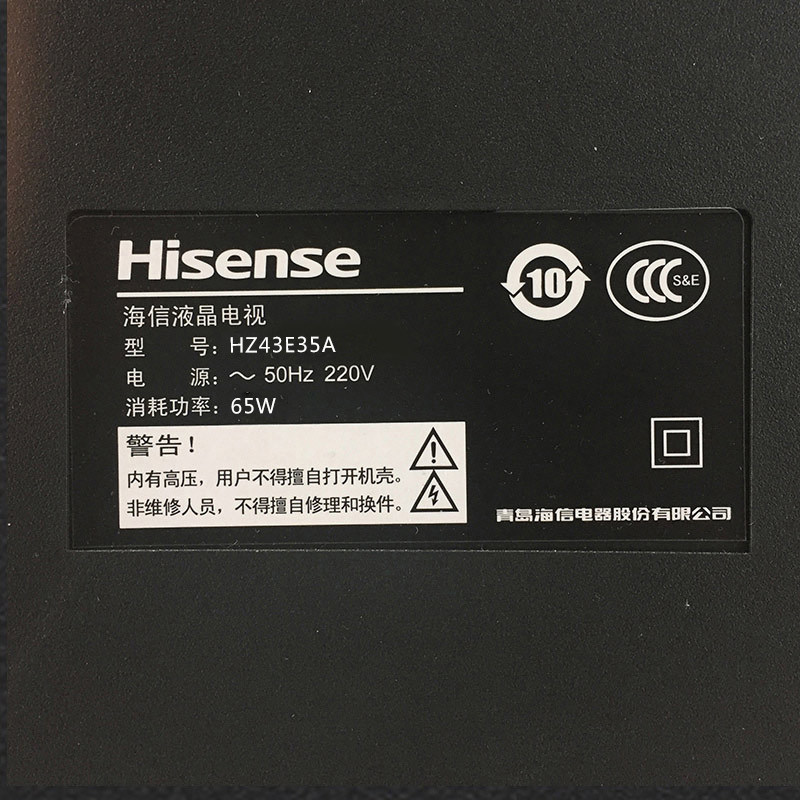 Hisense
10
CCC S&E
海信液晶电视
型 号：HZ43E35A
电 源：～ 50Hz 220V
消耗功率：65W
警告！
内有高压，用户不得擅自打开机壳。
非维修人员，不得擅自修理和换件。
青岛海信电器股份有限公司